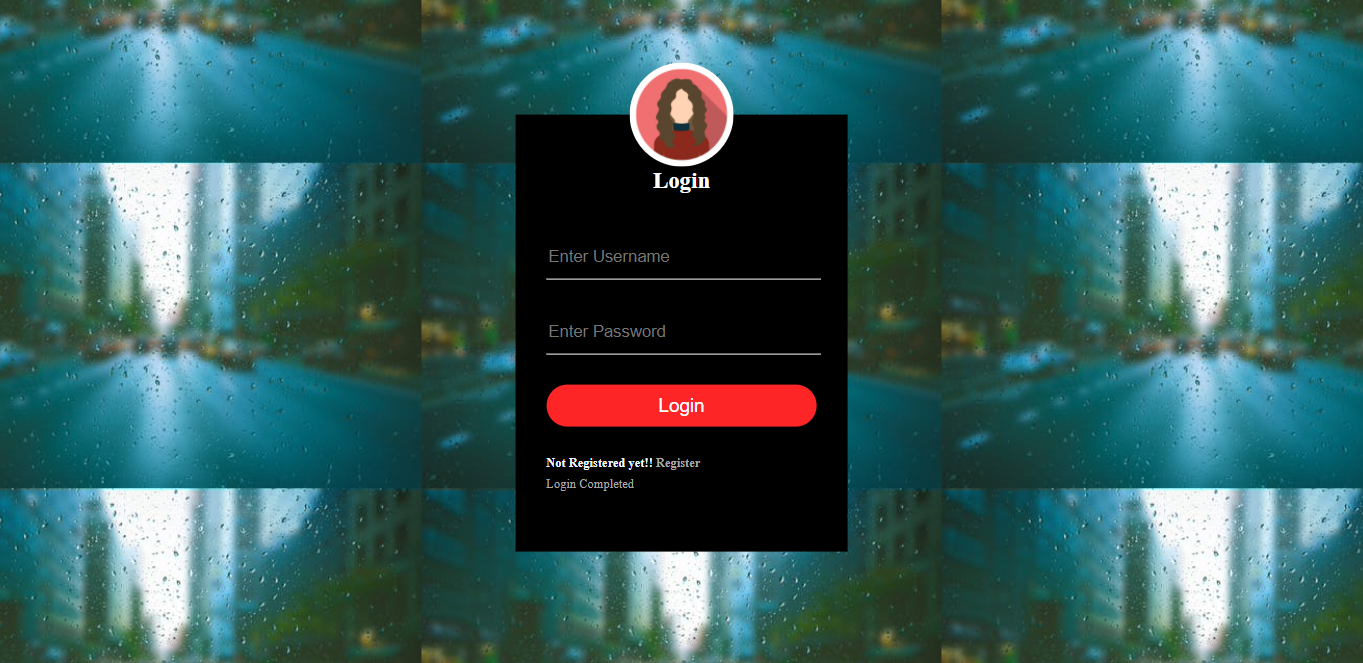 Login
Enter Username
Enter Password
Login
Not Registered yet!! Register
Login Completed